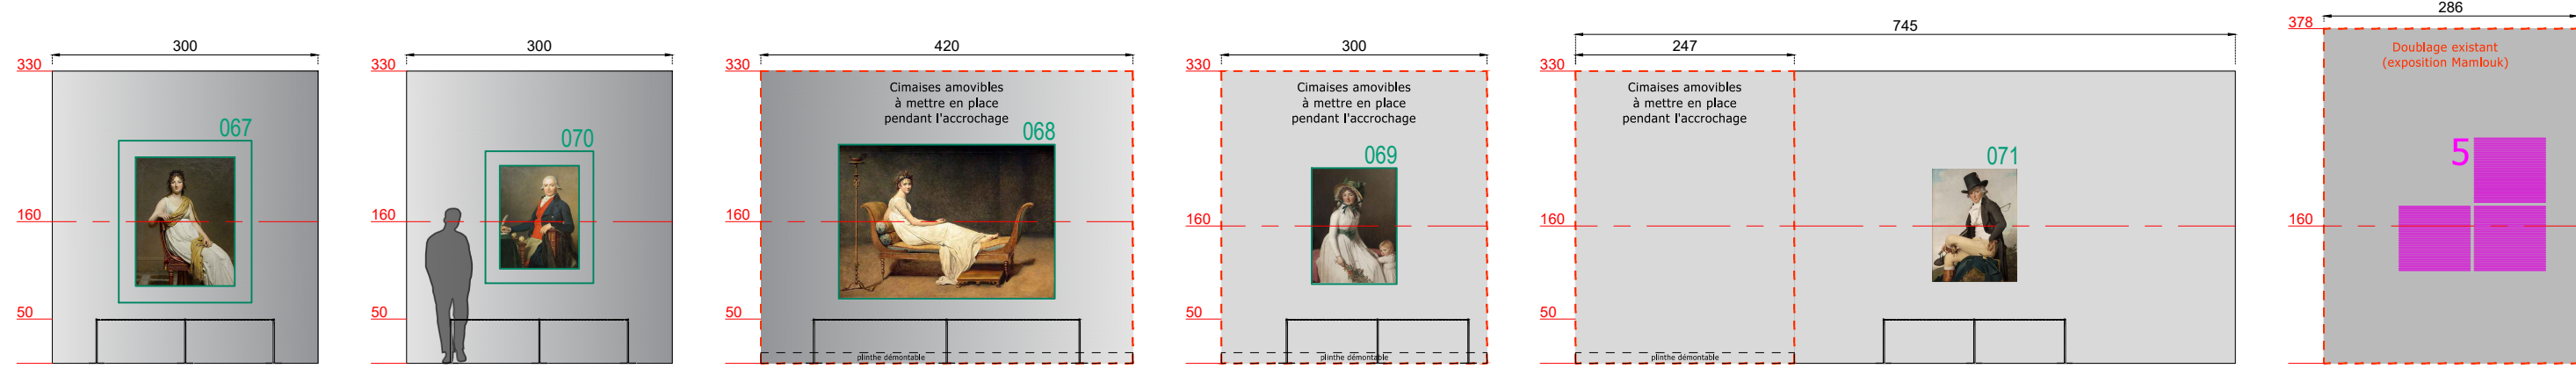 300
330
067
160
50
300
330
070
160
50
420
330
Cimaises amovibles
à mettre en place
pendant l'accrochage
068
160
50
plinthe démontable
300
330
Cimaises amovibles
à mettre en place
pendant l'accrochage
069
160
50
plinthe démontable
745
247
330
Cimaises amovibles
à mettre en place
pendant l'accrochage
071
160
50
plinthe démontable
286
378
Doublage existant
(exposition Mamlouk)
5
160